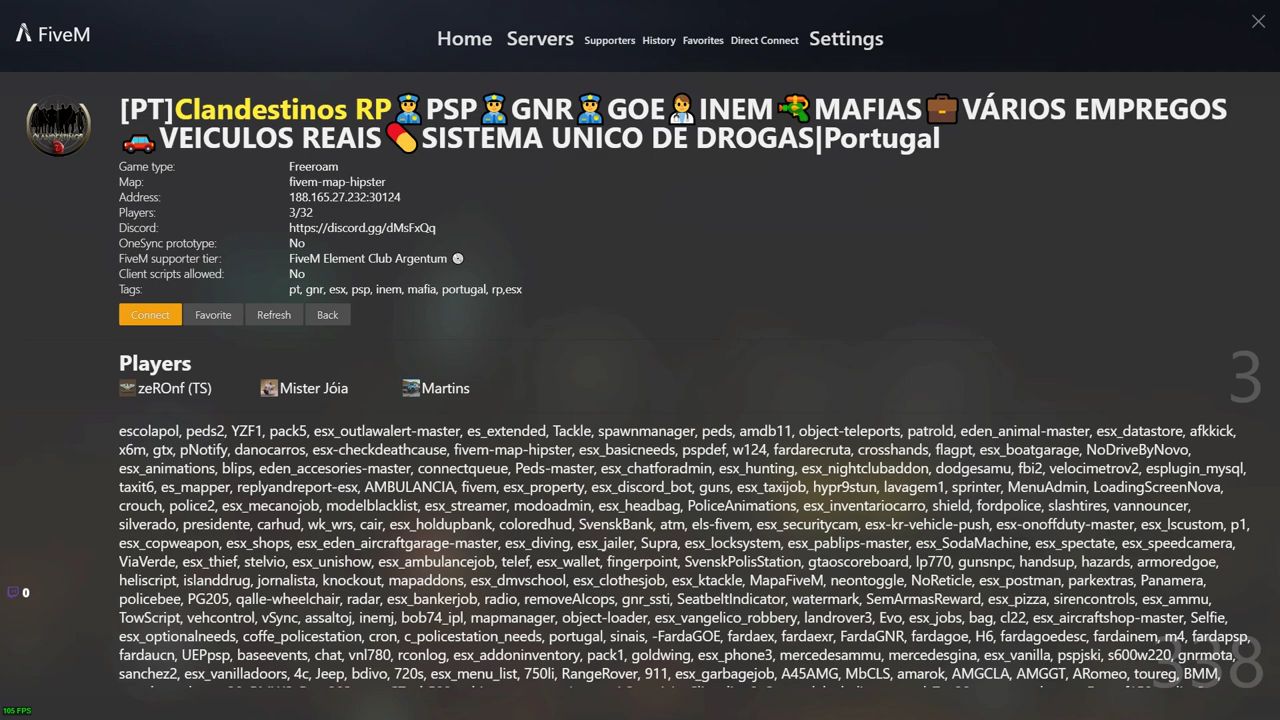 FiveM
Home Servers Supporters History Favorites Direct Connect Settings
[PT]Clandestinos RP👮PSP👮GNR👮GOE👨‍⚕️INEM🔫MAFIAS💼VÁRIOS EMPREGOS
🚗VEICULOS REAIS💊SISTEMA UNICO DE DROGAS|Portugal
Game type: Freeroam
Map: fivem-map-hipster
Address: 188.165.27.232:30124
Players: 3/32
Discord: https://discord.gg/dMsFxQq
OneSync prototype: No
FiveM supporter tier: FiveM Element Club Argentum
Client scripts allowed: No
Tags: pt, gnr, esx, psp, inem, mafia, portugal, rp,esx
Connect Favorite Refresh Back
Players
3
zeROnf (TS) Mister Jóia Martins
escolapol, peds2, YZF1, pack5, esx_outlawalert-master, es_extended, Tackle, spawnmanager, peds, amdb11, object-teleports, patrold, eden_animal-master, esx_datastore, afkkick,
x6m, gtx, pNotify, danocarros, esx-checkdeathcause, fivem-map-hipster, esx_basicneeds, pspdef, w124, fardarecruta, crosshands, flagpt, esx_boatgarage, NoDriveByNovo,
esx_animations, blips, eden_accesories-master, connectqueue, Peds-master, esx_chatforadmin, esx_hunting, esx_nightclubaddon, dodgesamu, fbi2, velocimetrov2, esplugin_mysql,
taxit6, es_mapper, replyandreport-esx, AMBULANCIA, fivem, esx_property, esx_discord_bot, guns, esx_taxijob, hypr9stun, lavagem1, sprinter, MenuAdmin, LoadingScreenNova,
crouch, police2, esx_mecanojob, modelblacklist, esx_streamer, modoadmin, esx_headbag, PoliceAnimations, esx_inventariocarro, shield, fordpolice, slashtires, vannouncer,
silverado, presidente, carhud, wk_wrs, cair, esx_holdupbank, coloredhud, SvenskBank, atm, els-fivem, esx_securitycam, esx-kr-vehicle-push, esx-onoffduty-master, esx_lscustom, p1,
esx_copweapon, esx_shops, esx_eden_aircraftgarage-master, esx_diving, esx_jailer, Supra, esx_locksystem, esx_pablips-master, esx_SodaMachine, esx_spectate, esx_speedcamera,
ViaVerde, esx_thief, stelvio, esx_unishow, esx_ambulancejob, telef, esx_wallet, fingerpoint, SvenskPolisStation, gtaoscoreboard, lp770, gunsnpc, handsup, hazards, armoredgoe,
heliscript, islanddrug, jornalista, knockout, mapaddons, esx_dmvschool, esx_clothesjob, esx_ktackle, MapaFiveM, neontoggle, NoReticle, esx_postman, parkextras, Panamera,
0
policebee, PG205, qalle-wheelchair, radar, esx_bankerjob, radio, removeAIcops, gnr_ssti, SeatbeltIndicator, watermark, SemArmasReward, esx_pizza, sirencontrols, esx_ammu,
TowScript, vehcontrol, vSync, assaltoj, inemj, bob74_ipl, mapmanager, object-loader, esx_vangelico_robbery, landrover3, Evo, esx_jobs, bag, cl22, esx_aircraftshop-master, Selfie,
esx_optionalneeds, coffe_policestation, cron, c_policestation_needs, portugal, sinais, -FardaGOE, fardaex, fardaexr, FardaGNR, fardagoe, H6, fardagoedesc, fardainem, m4, fardapsp,
fardaucn, UEPpsp, baseevents, chat, vnl780, rconlog, esx_addoninventory, pack1, goldwing, esx_phone3, mercedesammu, mercedesgina, esx_vanilla, pspjski, s600w220, gnrmota,
338
sanchez2, esx_vanilladoors, 4c, Jeep, bdivo, 720s, esx_menu_list, 750li, RangeRover, 911, esx_garbagejob, A45AMG, MbCLS, amarok, AMGCLA, AMGGT, ARomeo, toureg, BMM,
105 FPS